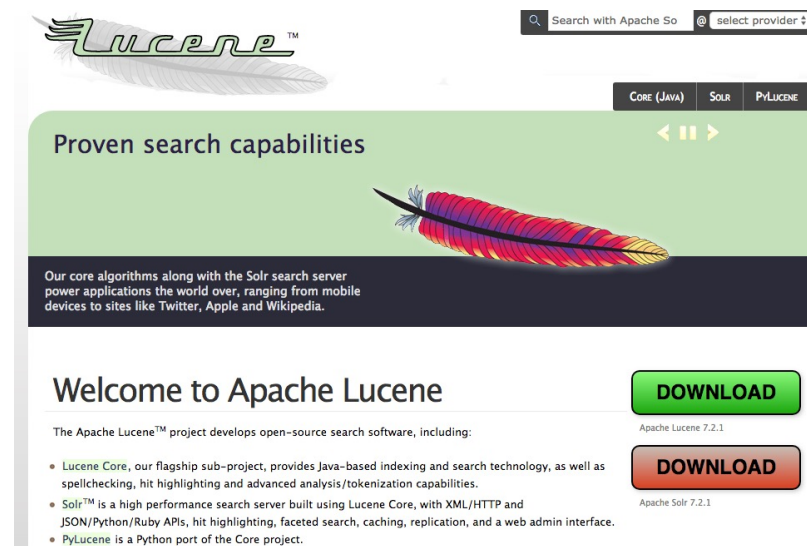 Lucene™
Search with Apache So @ select provider
Core (Java) Solr PyLucene
Proven search capabilities
Our core algorithms along with the Solr search server
power applications the world over, ranging from mobile
devices to sites like Twitter, Apple and Wikipedia.
Welcome to Apache Lucene
The Apache Lucene™ project develops open-source search software, including:
• Lucene Core, our flagship sub-project, provides Java-based indexing and search technology, as well as
spellchecking, hit highlighting and advanced analysis/tokenization capabilities.
• Solr™ is a high performance search server built using Lucene Core, with XML/HTTP and
JSON/Python/Ruby APIs, hit highlighting, faceted search, caching, replication, and a web admin interface.
• PyLucene is a Python port of the Core project.
DOWNLOAD
Apache Lucene 7.2.1
DOWNLOAD
Apache Solr 7.2.1